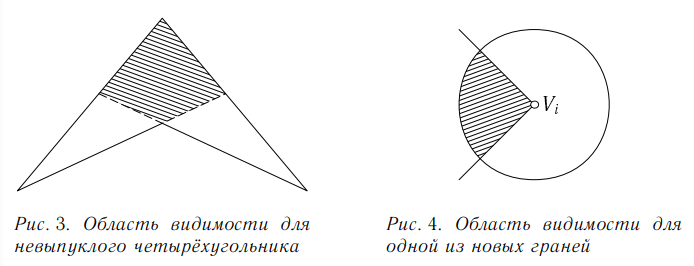 V_i
Рис. 3. Область видимости для
невыпуклого четырёхугольника
Рис. 4. Область видимости для
одной из новых граней